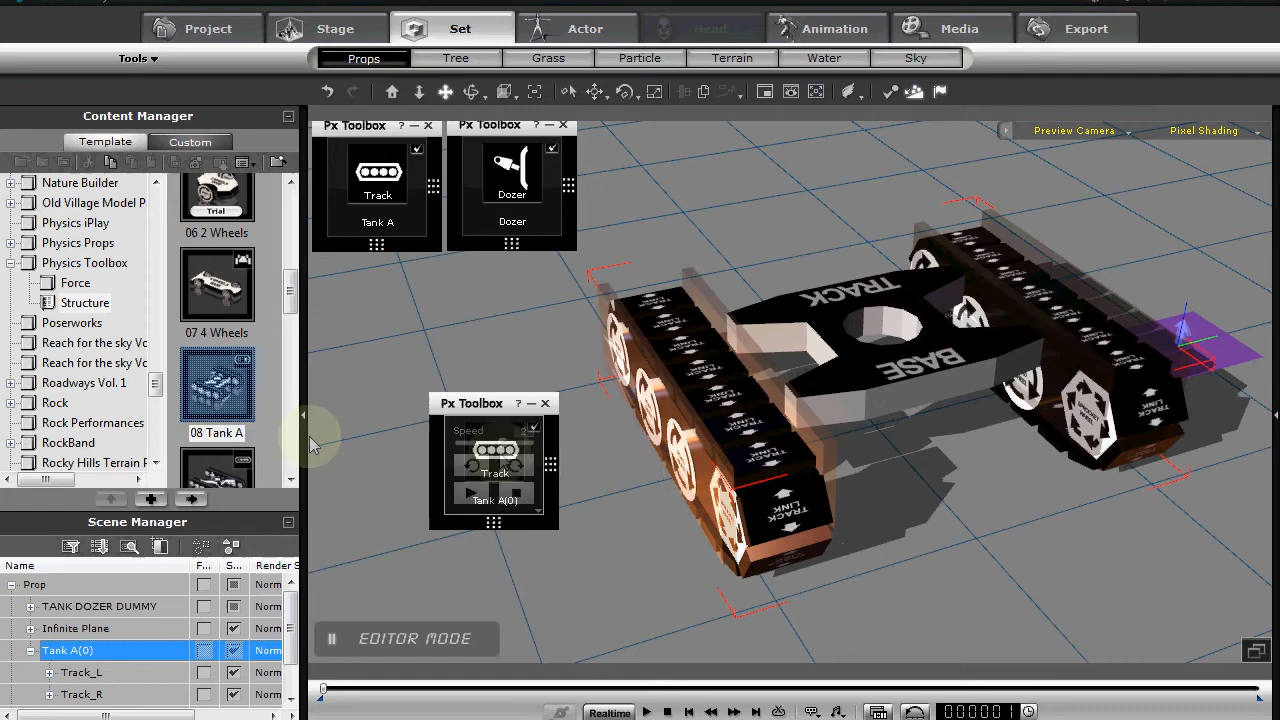 Project Stage Set Actor Head Animation Media Export
Tools
Props Tree Grass Particle Terrain Water Sky
Content Manager
Template Custom
Nature Builder
Old Village Model P
Physics iPlay
Physics Props
Physics Toolbox
Force
Structure
Poserworks
Reach for the sky Vc
Reach for the sky Vc
Roadways Vol. 1
Rock
Rock Performances
RockBand
Rocky Hills Terrain F
Trial
06 2 Wheels
07 4 Wheels
08 Tank A
Scene Manager
Name F... S... Render S
Prop Norm
TANK DOZER DUMMY Norm
Infinite Plane Norm
Tank A(0) Norm
Track_L Norm
Track_R Norm
Px Toolbox ?
Track
Tank A
Px Toolbox ?
Dozer
Dozer
Px Toolbox ?
Speed 2
Track
Tank A(0)
Preview Camera Pixel Shading
TRACK
BASE
TRACK
LINK
EDITOR MODE
Realtime
000001